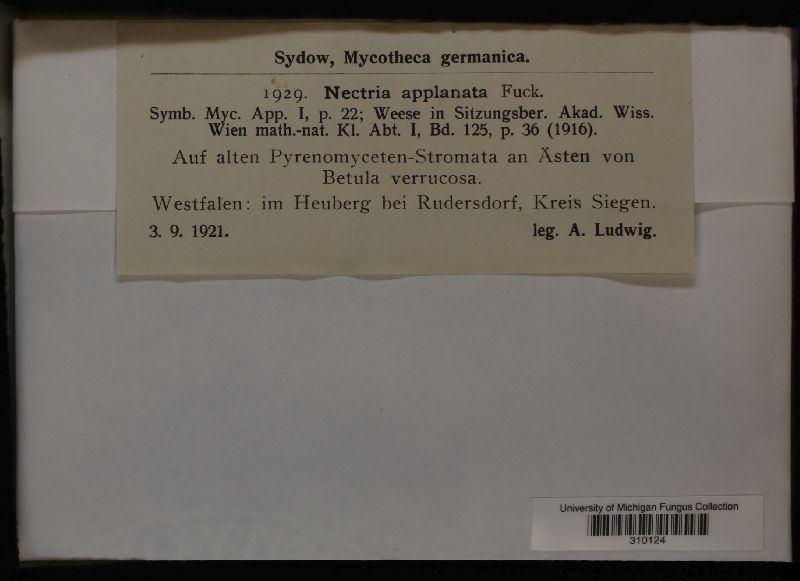 Sydow, Mycotheca germanica.
1929. Nectria applanata Fuck.
Symb. Myc. App. I, p. 22; Weese in Sitzungsber. Akad. Wiss.
Wien math.-nat. Kl. Abt. I, Bd. 125, p. 36 (1916).
Auf alten Pyrenomyceten-Stromata an Ästen von
Betula verrucosa.
Westfalen: im Heuberg bei Rudersdorf, Kreis Siegen.
3. 9. 1921. leg. A. Ludwig.
University of Michigan Fungus Collection
310124